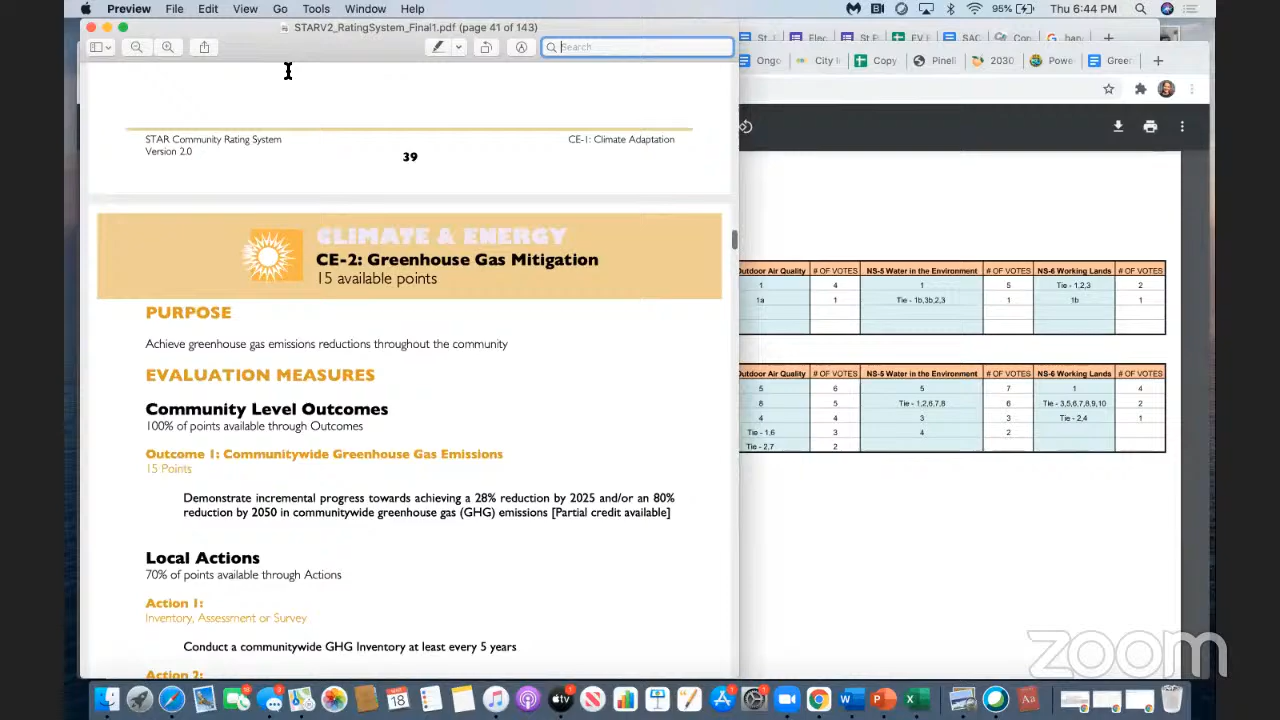 Preview File Edit View Go Tools Window Help 95% Thu 6:44 PM
STARV2_RatingSystem_Final1.pdf (page 41 of 143)
Search
Ongo City I Copy Pinell 2030 Powe Greer
STAR Community Rating System CE-1: Climate Adaptation
Version 2.0
39
CLIMATE & ENERGY
CE-2: Greenhouse Gas Mitigation
15 available points
PURPOSE
Achieve greenhouse gas emissions reductions throughout the community
EVALUATION MEASURES
Community Level Outcomes
100% of points available through Outcomes
Outcome 1: Communitywide Greenhouse Gas Emissions
15 Points
Demonstrate incremental progress towards achieving a 28% reduction by 2025 and/or an 80%
reduction by 2050 in communitywide greenhouse gas (GHG) emissions [Partial credit available]
Local Actions
70% of points available through Actions
Action 1:
Inventory, Assessment or Survey
Conduct a communitywide GHG Inventory at least every 5 years
Action 2:
utdoor Air Quality # OF VOTES NS-5 Water in the Environment # OF VOTES NS-6 Working Lands # OF VOTES
1 4 1 5 Tie - 1,2,3 2
1a 1 Tie - 1b,3b,2,3 1 1b 1
utdoor Air Quality # OF VOTES NS-5 Water in the Environment # OF VOTES NS-6 Working Lands # OF VOTES
5 6 5 7 1 4
8 5 Tie - 1,2,6,7,8 6 Tie - 3,5,6,7,8,9,10 2
4 4 3 3 Tie - 2,4 1
Tie - 1,6 3 4 2
Tie - 2,7 2
zoom